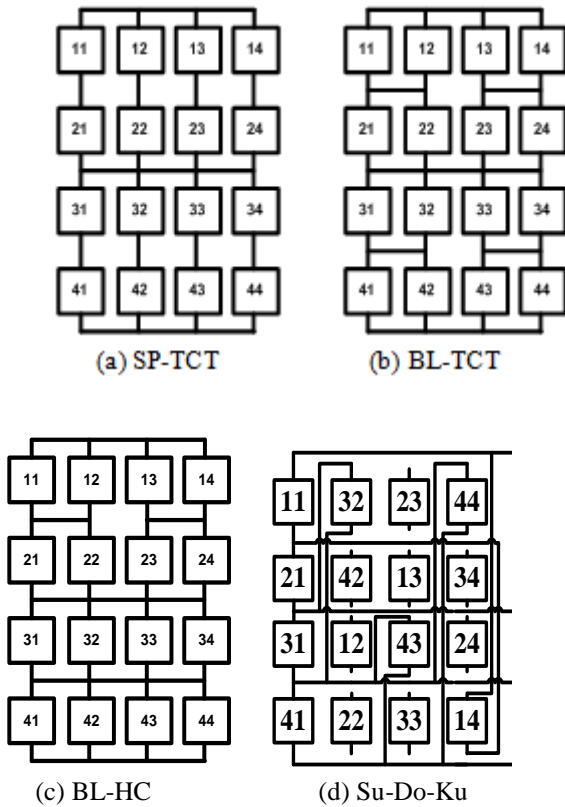 11 12 13 14 11 12 13 14
21 22 23 24 21 22 23 24
31 32 33 34 31 32 33 34
41 42 43 44 41 42 43 44
(a) SP-TCT (b) BL-TCT
11 12 13 14 11 32 23 44
21 22 23 24 21 42 13 34
31 32 33 34 31 12 43 24
41 42 43 44 41 22 33 14
(c) BL-HC (d) Su-Do-Ku